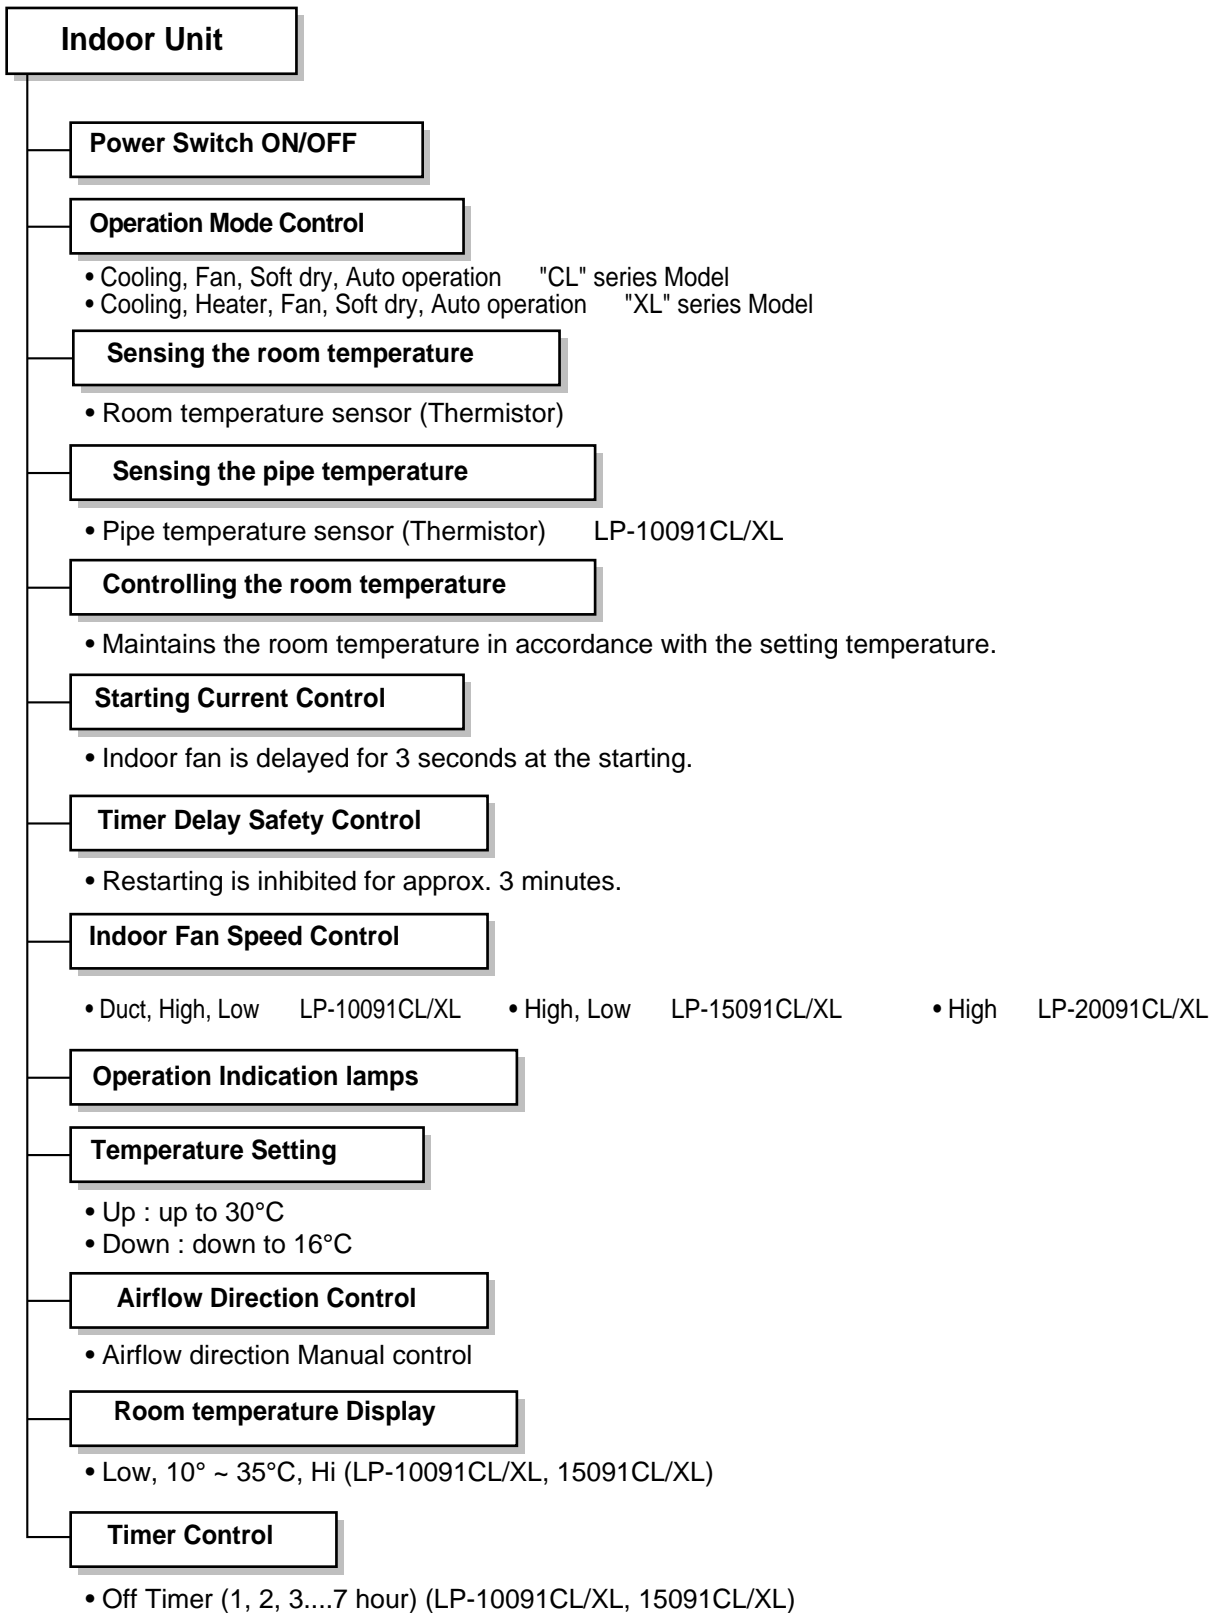 Indoor Unit
Power Switch ON/OFF
Operation Mode Control
• Cooling, Fan, Soft dry, Auto operation "CL" series Model
• Cooling, Heater, Fan, Soft dry, Auto operation "XL" series Model
Sensing the room temperature
• Room temperature sensor (Thermistor)
Sensing the pipe temperature
• Pipe temperature sensor (Thermistor) LP-10091CL/XL
Controlling the room temperature
• Maintains the room temperature in accordance with the setting temperature.
Starting Current Control
• Indoor fan is delayed for 3 seconds at the starting.
Timer Delay Safety Control
• Restarting is inhibited for approx. 3 minutes.
Indoor Fan Speed Control
• Duct, High, Low LP-10091CL/XL • High, Low LP-15091CL/XL • High LP-20091CL/XL
Operation Indication lamps
Temperature Setting
• Up : up to 30°C
• Down : down to 16°C
Airflow Direction Control
• Airflow direction Manual control
Room temperature Display
• Low, 10° ~ 35°C, Hi (LP-10091CL/XL, 15091CL/XL)
Timer Control
• Off Timer (1, 2, 3....7 hour) (LP-10091CL/XL, 15091CL/XL)